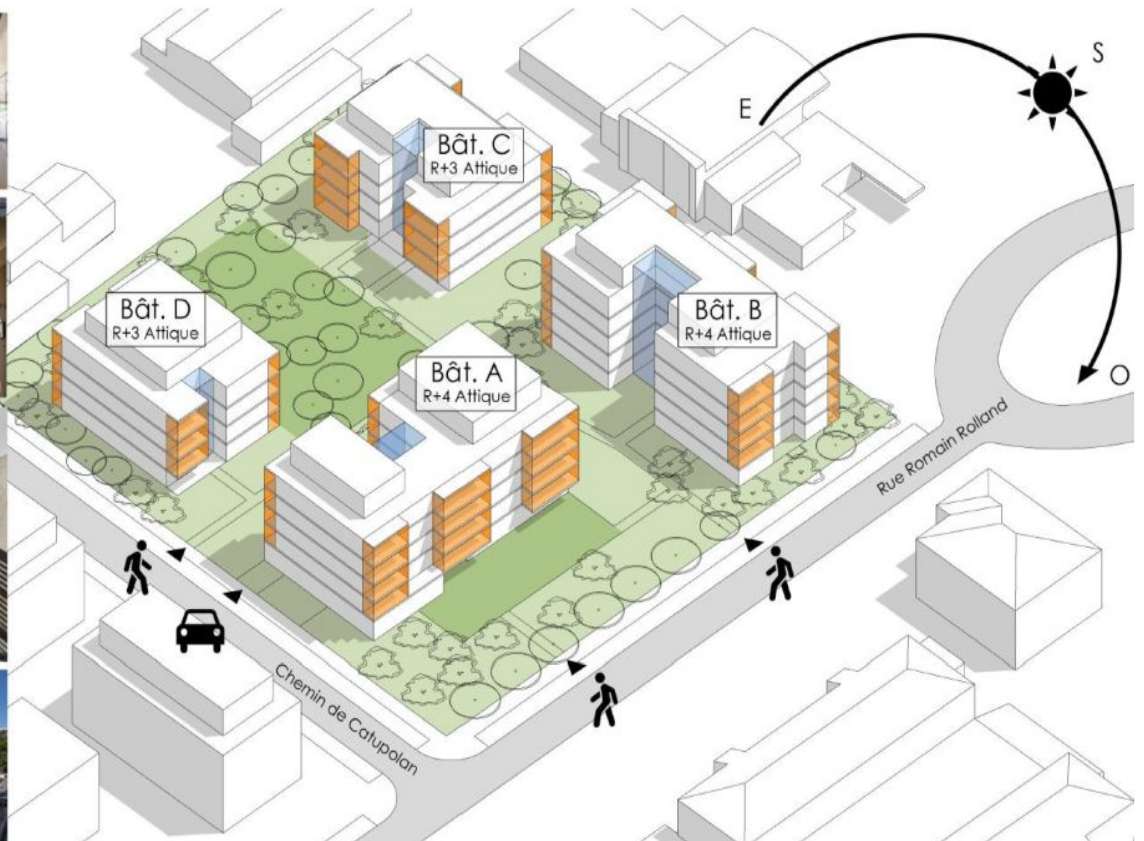 S
E
Bât. C
R+3 Attique
Bât. D
R+3 Attique
Bât. B
R+4 Attique
Bât. A
R+4 Attique
O
Rue Romain Rolland
Chemin de Catupolan